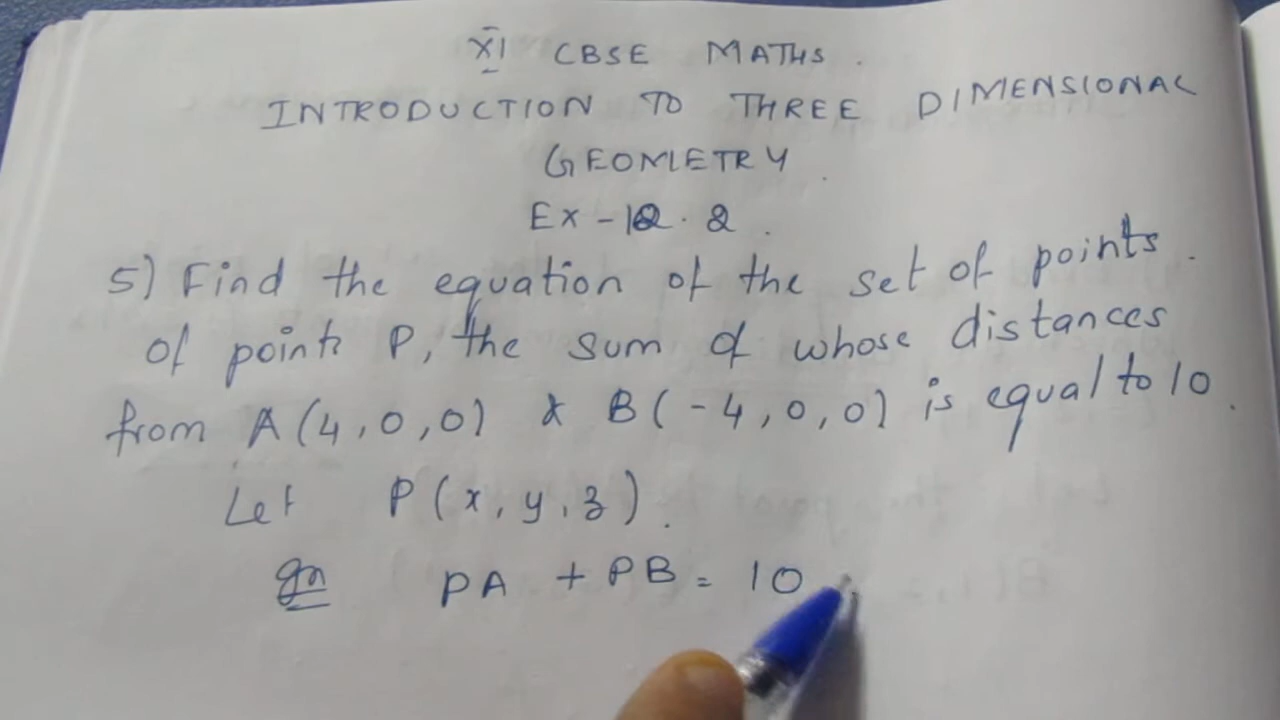 XI CBSE MATHS.
INTRODUCTION TO THREE DIMENSIONAL
GEOMETRY.
Ex - 12.2.
5) Find the equation of the set of points.
of points P, the sum of whose distances
from A(4,0,0) & B(-4,0,0) is equal to 10.
Let P(x,y,z).
Gn PA + PB = 10